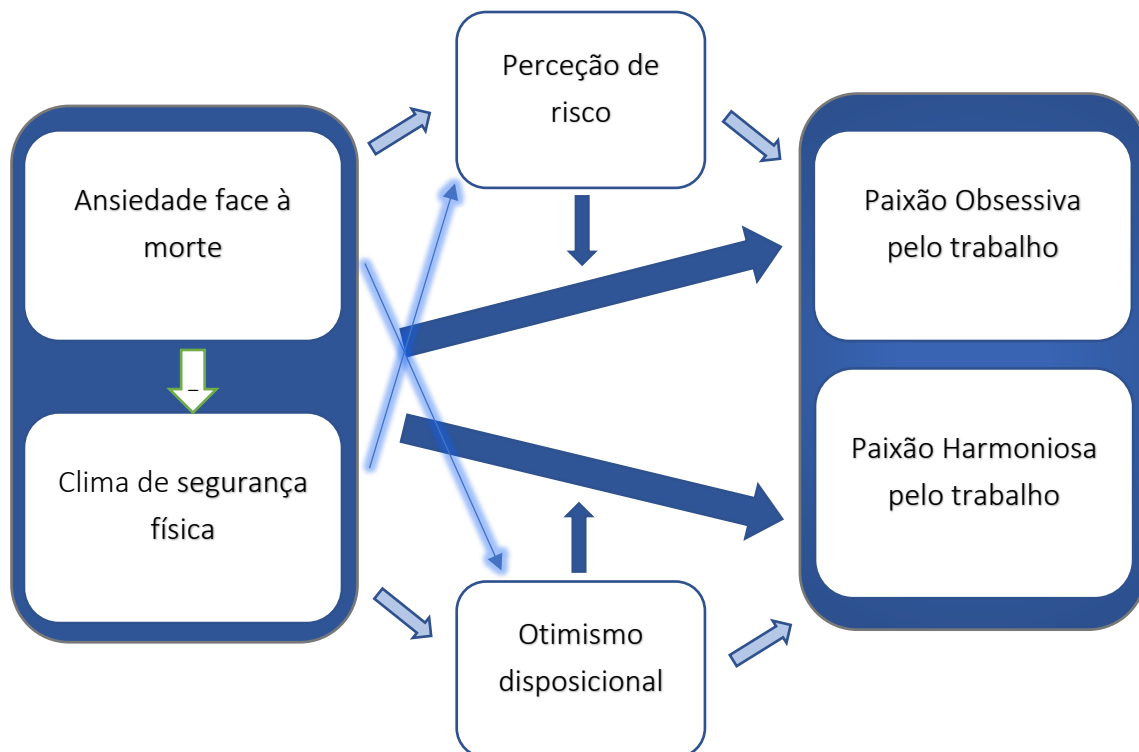 Perceção de
risco
Ansiedade face à
morte
–
Clima de segurança
física
Paixão Obsessiva
pelo trabalho
Paixão Harmoniosa
pelo trabalho
Otimismo
disposicional